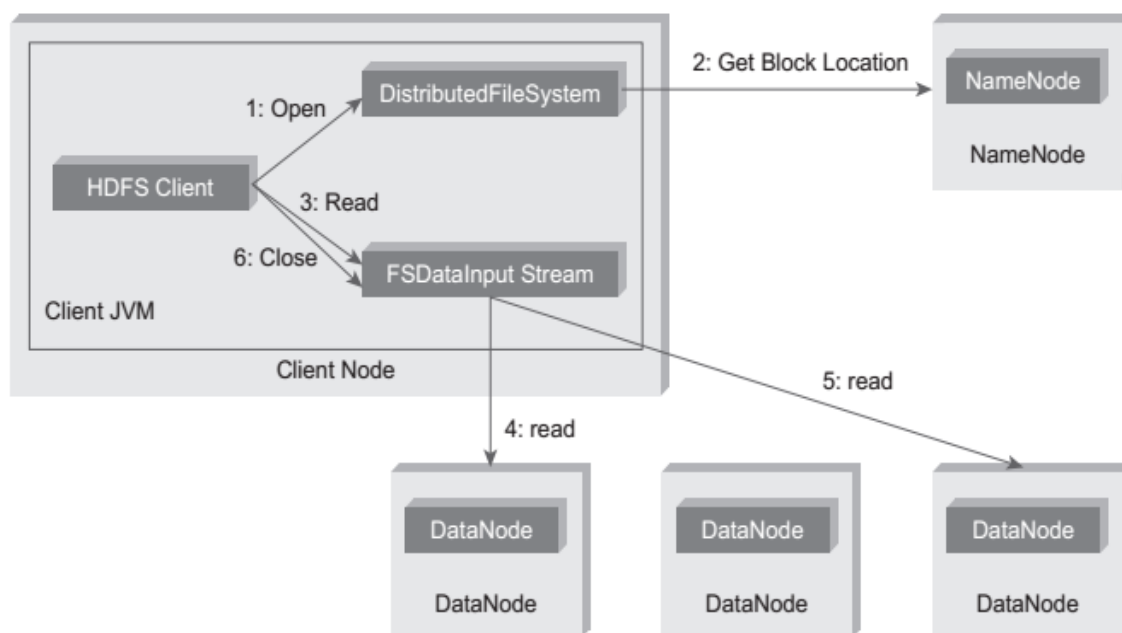 2: Get Block Location
DistributedFileSystem
NameNode
1: Open
NameNode
HDFS Client
3: Read
6: Close
FSDataInput Stream
Client JVM
Client Node
5: read
4: read
DataNode
DataNode
DataNode
DataNode
DataNode
DataNode